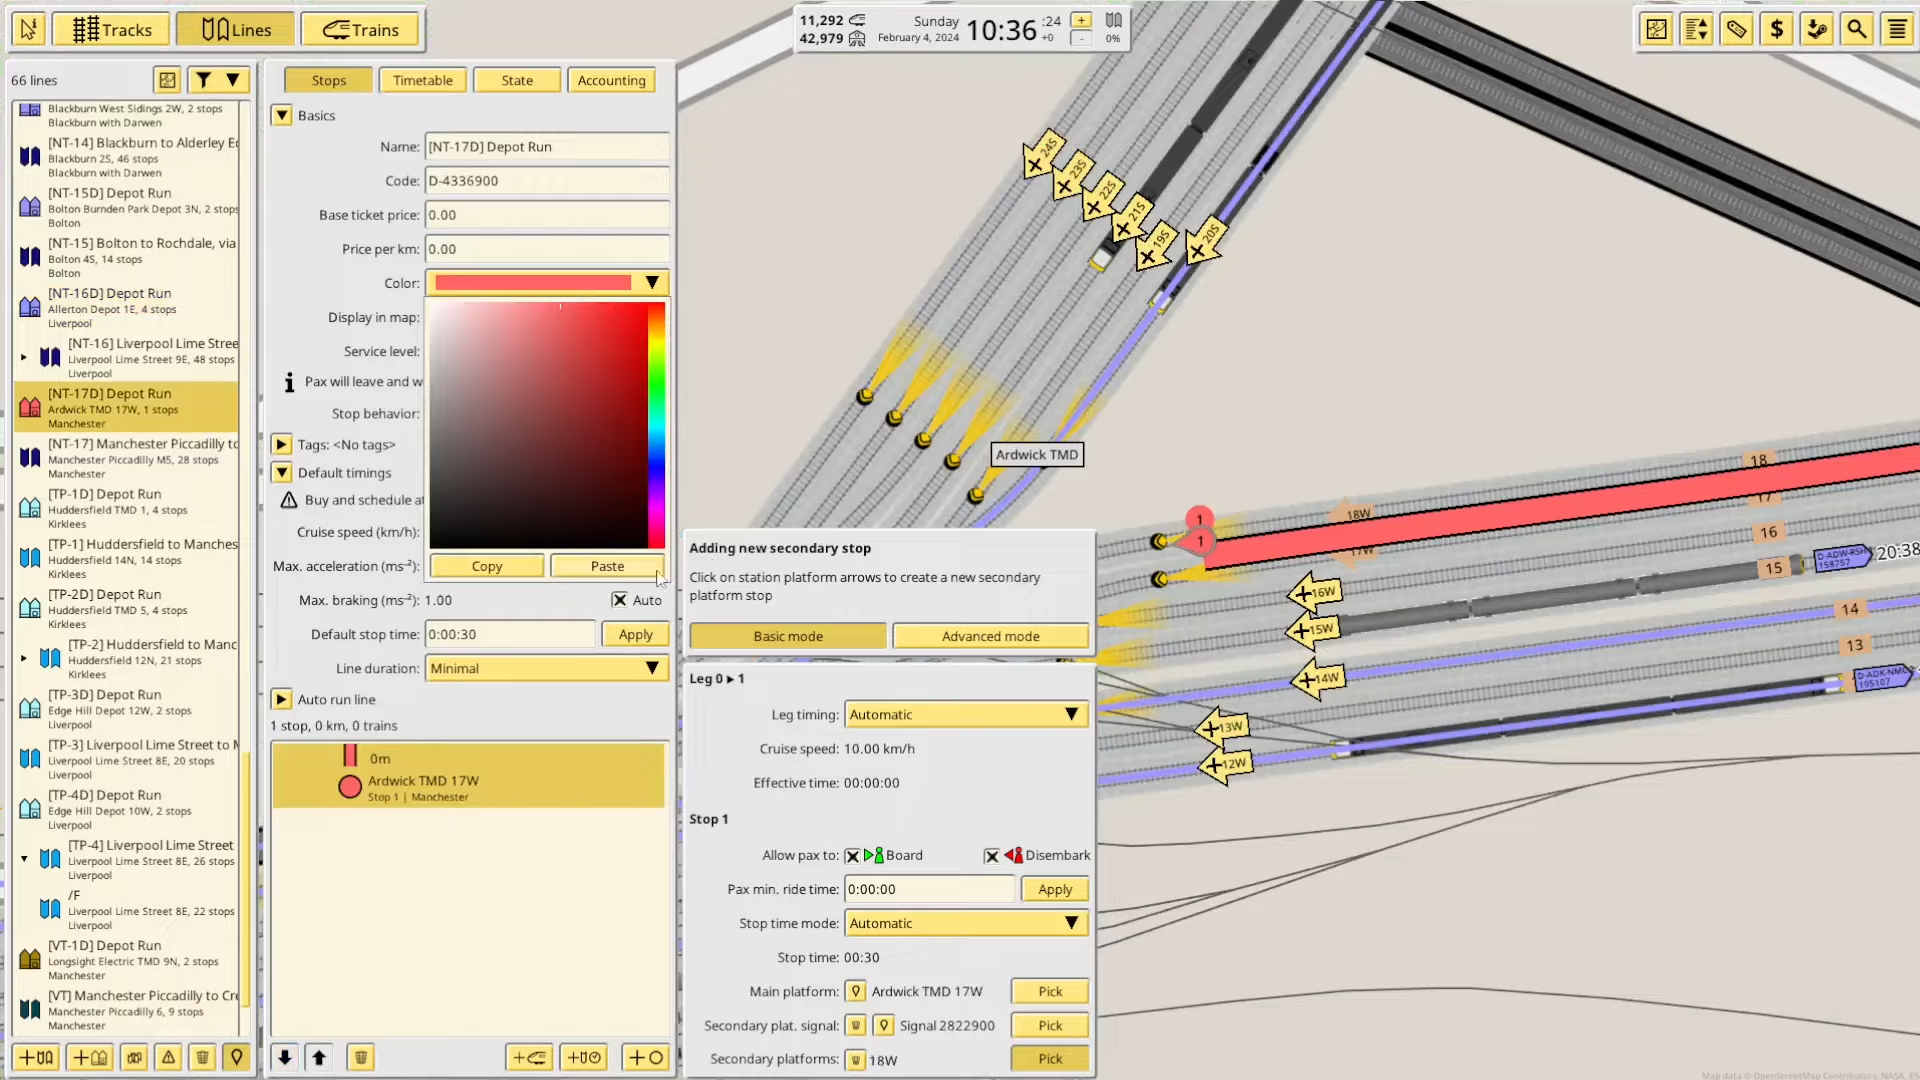 Tracks
Lines
Trains
11,292
42,979
Sunday
February 4, 2024
10:36
:24
+0
+
-
0%
$
66 lines
Blackburn West Sidings 2W, 2 stops
Blackburn with Darwen
[NT-14] Blackburn to Alderley Ed
Blackburn 2S, 46 stops
Blackburn with Darwen
[NT-15D] Depot Run
Bolton Burnden Park Depot 3N, 2 stops
Bolton
[NT-15] Bolton to Rochdale, via
Bolton 4S, 14 stops
Bolton
[NT-16D] Depot Run
Allerton Depot 1E, 4 stops
Liverpool
[NT-16] Liverpool Lime Stree
Liverpool Lime Street 9E, 48 stops
Liverpool
[NT-17D] Depot Run
Ardwick TMD 17W, 1 stops
Manchester
[NT-17] Manchester Piccadilly to
Manchester Piccadilly M5, 28 stops
Manchester
[TP-1D] Depot Run
Huddersfield TMD 1, 4 stops
Kirklees
[TP-1] Huddersfield to Manches
Huddersfield 14N, 14 stops
Kirklees
[TP-2D] Depot Run
Huddersfield TMD 5, 4 stops
Kirklees
[TP-2] Huddersfield to Manc
Huddersfield 12N, 21 stops
Kirklees
[TP-3D] Depot Run
Edge Hill Depot 12W, 2 stops
Liverpool
[TP-3] Liverpool Lime Street to M
Liverpool Lime Street 8E, 20 stops
Liverpool
[TP-4D] Depot Run
Edge Hill Depot 10W, 2 stops
Liverpool
[TP-4] Liverpool Lime Street
Liverpool Lime Street 8E, 26 stops
Liverpool
/F
Liverpool Lime Street 8E, 22 stops
Liverpool
[VT-1D] Depot Run
Longsight Electric TMD 9N, 2 stops
Manchester
[VT] Manchester Piccadilly to Cre
Manchester Piccadilly 6, 9 stops
Manchester
Stops
Timetable
State
Accounting
Basics
Name: [NT-17D] Depot Run
Code: D-4336900
Base ticket price: 0.00
Price per km: 0.00
Color:
Display in map:
Service level:
Pax will leave and w
Stop behavior:
Tags: <No tags>
Default timings
Buy and schedule at
Cruise speed (km/h):
Max. acceleration (ms⁻²):
Copy
Paste
Max. braking (ms⁻²): 1.00
Auto
Default stop time: 0:00:30
Apply
Line duration: Minimal
Auto run line
1 stop, 0 km, 0 trains
0m
Ardwick TMD 17W
Stop 1 | Manchester
Adding new secondary stop
Click on station platform arrows to create a new secondary
platform stop
Basic mode
Advanced mode
Leg 0 ▸ 1
Leg timing: Automatic
Cruise speed: 10.00 km/h
Effective time: 00:00:00
Stop 1
Allow pax to:
Board
Disembark
Pax min. ride time: 0:00:00
Apply
Stop time mode: Automatic
Stop time: 00:30
Main platform: Ardwick TMD 17W
Pick
Secondary plat. signal: Signal 2822900
Pick
Secondary platforms: 18W
Pick
24S
23S
22S
21S
19S
20S
Ardwick TMD
1
1
18W
17W
16W
15W
14W
13W
12W
18
17
16
15
14
13
20:38
158757
195107
Map data © OpenStreetMap Contributors, NASA, ES